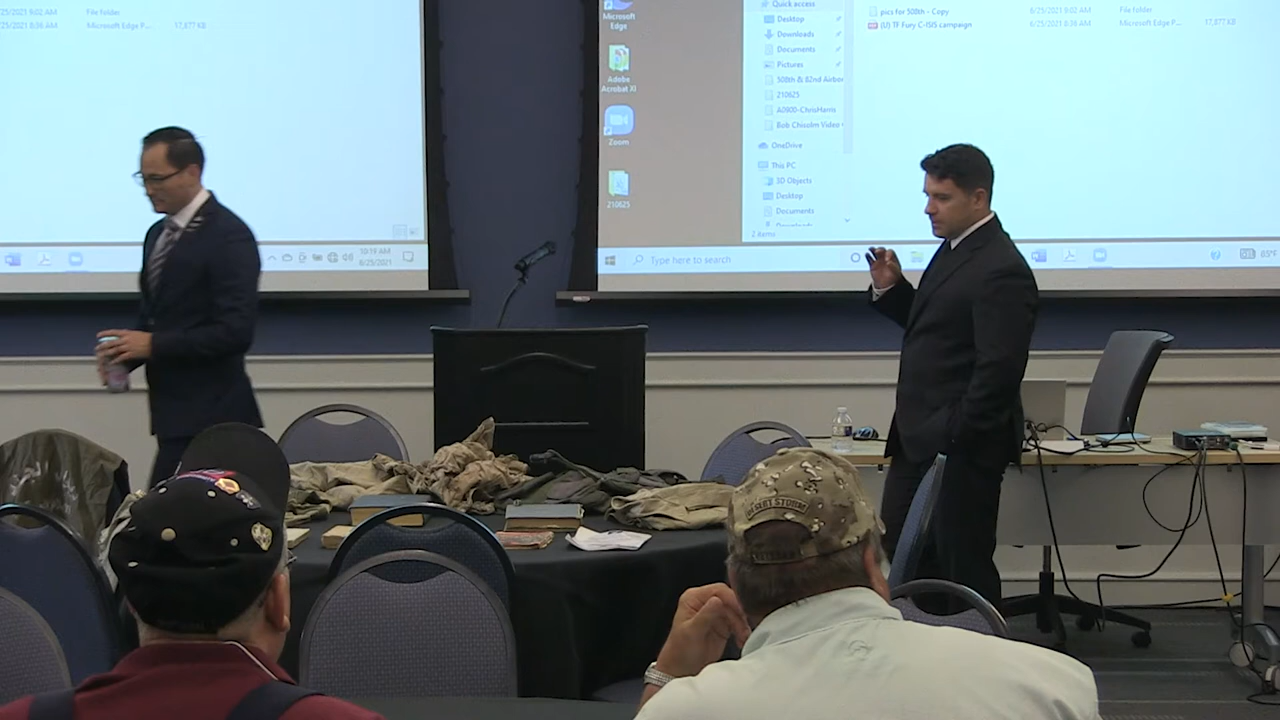 6/25/2021 9:02 AM File folder
6/25/2021 8:36 AM Microsoft Edge P... 17,877 KB
10:19 AM
6/25/2021
Microsoft
Edge
Adobe
Acrobat XI
Zoom
210625
Quick access
Desktop
Downloads
Documents
Pictures
508th & 82nd Airbor
210625
A0900-ChrisHarris
Bob Chisolm Video
OneDrive
This PC
3D Objects
Desktop
Documents
Downloads
2 items
pics for 508th - Copy 6/25/2021 9:02 AM File folder
(U) TF Fury C-ISIS campaign 6/25/2021 8:36 AM Microsoft Edge P... 17,877 KB
Type here to search
85°F
DESERT STORM
VETERAN